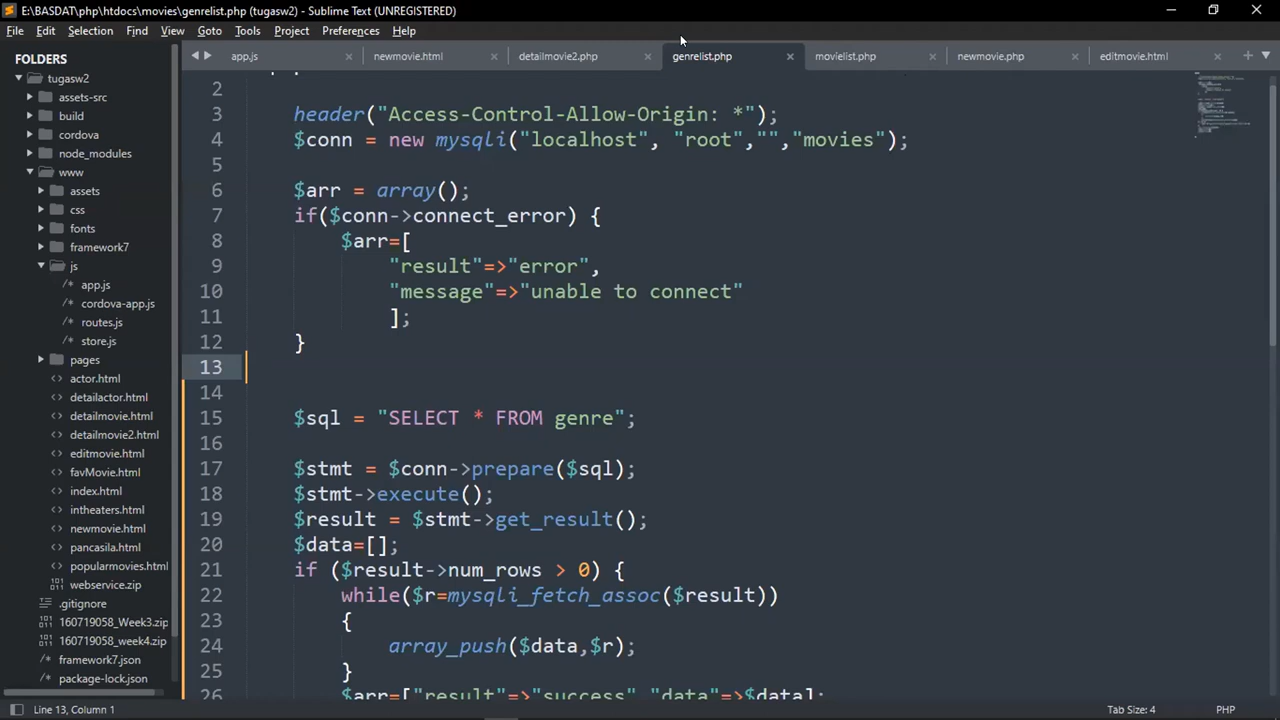 E:\BASDAT\php\htdocs\movies\genrelist.php (tugasw2) - Sublime Text (UNREGISTERED)
File Edit Selection Find View Goto Tools Project Preferences Help
FOLDERS
tugasw2
assets-src
build
cordova
node_modules
www
assets
css
fonts
framework7
js
app.js
cordova-app.js
routes.js
store.js
pages
actor.html
detailactor.html
detailmovie.html
detailmovie2.html
editmovie.html
favMovie.html
index.html
intheaters.html
newmovie.html
pancasila.html
popularmovies.html
webservice.zip
.gitignore
160719058_Week3.zip
160719058_week4.zip
framework7.json
package-lock.json
app.js newmovie.html detailmovie2.php genrelist.php movielist.php newmovie.php editmovie.html
2
3 header("Access-Control-Allow-Origin: *");
4 $conn = new mysqli("localhost", "root","","movies");
5
6 $arr = array();
7 if($conn->connect_error) {
8 $arr=[
9 "result"=>"error",
10 "message"=>"unable to connect"
11 ];
12 }
13
14
15 $sql = "SELECT * FROM genre";
16
17 $stmt = $conn->prepare($sql);
18 $stmt->execute();
19 $result = $stmt->get_result();
20 $data=[];
21 if ($result->num_rows > 0) {
22 while($r=mysqli_fetch_assoc($result))
23 {
24 array_push($data,$r);
25 }
26 $arr=["result"=>"success","data"=>$data];
Line 13, Column 1
Tab Size: 4
PHP